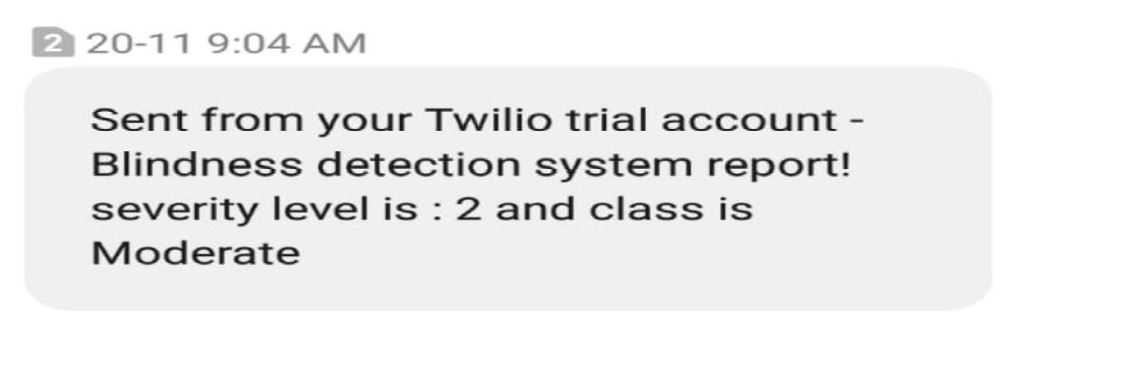 2 20-11 9:04 AM
Sent from your Twilio trial account -
Blindness detection system report!
severity level is : 2 and class is
Moderate